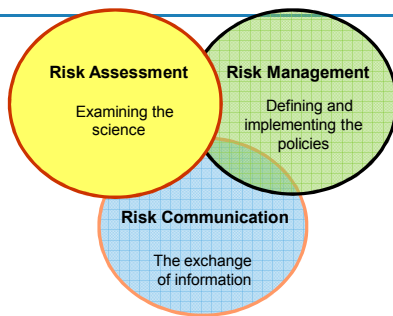 Risk Assessment
Examining the
science
Risk Management
Defining and
implementing the
policies
Risk Communication
The exchange
of information